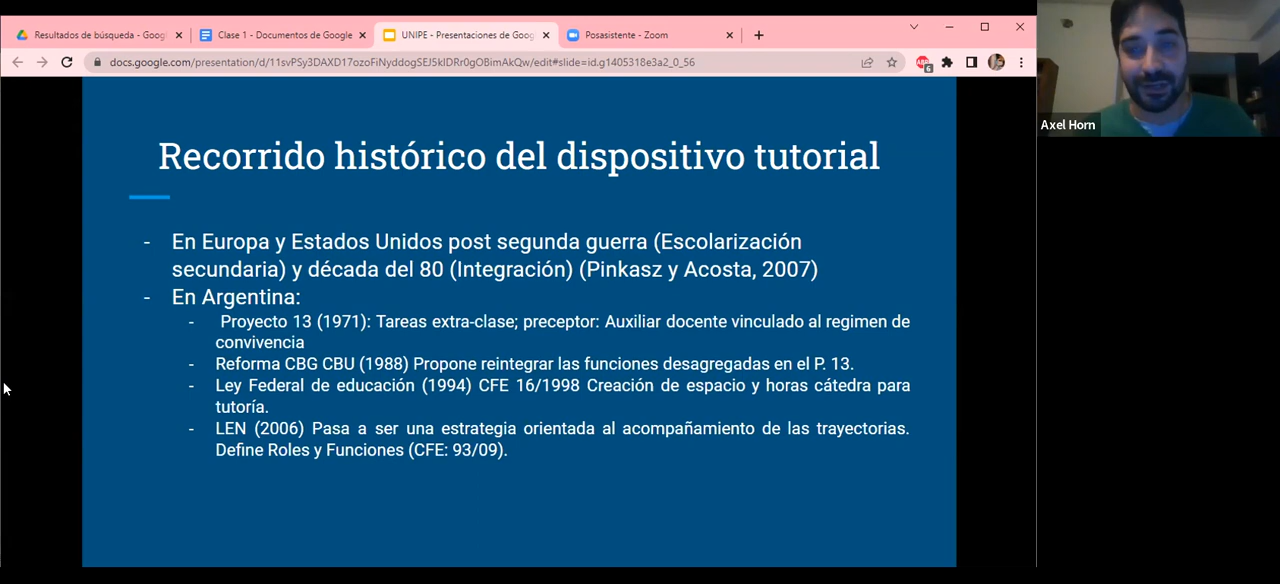 Resultados de búsqueda - Goog
Clase 1 - Documentos de Google
UNIPE - Presentaciones de Goog
Posasistente - Zoom
docs.google.com/presentation/d/11svPSy3DAXD17ozoFiNyddogSEJ5kIDRr0gOBimAkQw/edit#slide=id.g1405318e3a2_0_56
6
Axel Horn
Recorrido histórico del dispositivo tutorial
- En Europa y Estados Unidos post segunda guerra (Escolarización
secundaria) y década del 80 (Integración) (Pinkasz y Acosta, 2007)
- En Argentina:
- Proyecto 13 (1971): Tareas extra-clase; preceptor: Auxiliar docente vinculado al regimen de
convivencia
- Reforma CBG CBU (1988) Propone reintegrar las funciones desagregadas en el P. 13.
- Ley Federal de educación (1994) CFE 16/1998 Creación de espacio y horas cátedra para
tutoría.
- LEN (2006) Pasa a ser una estrategia orientada al acompañamiento de las trayectorias.
Define Roles y Funciones (CFE: 93/09).